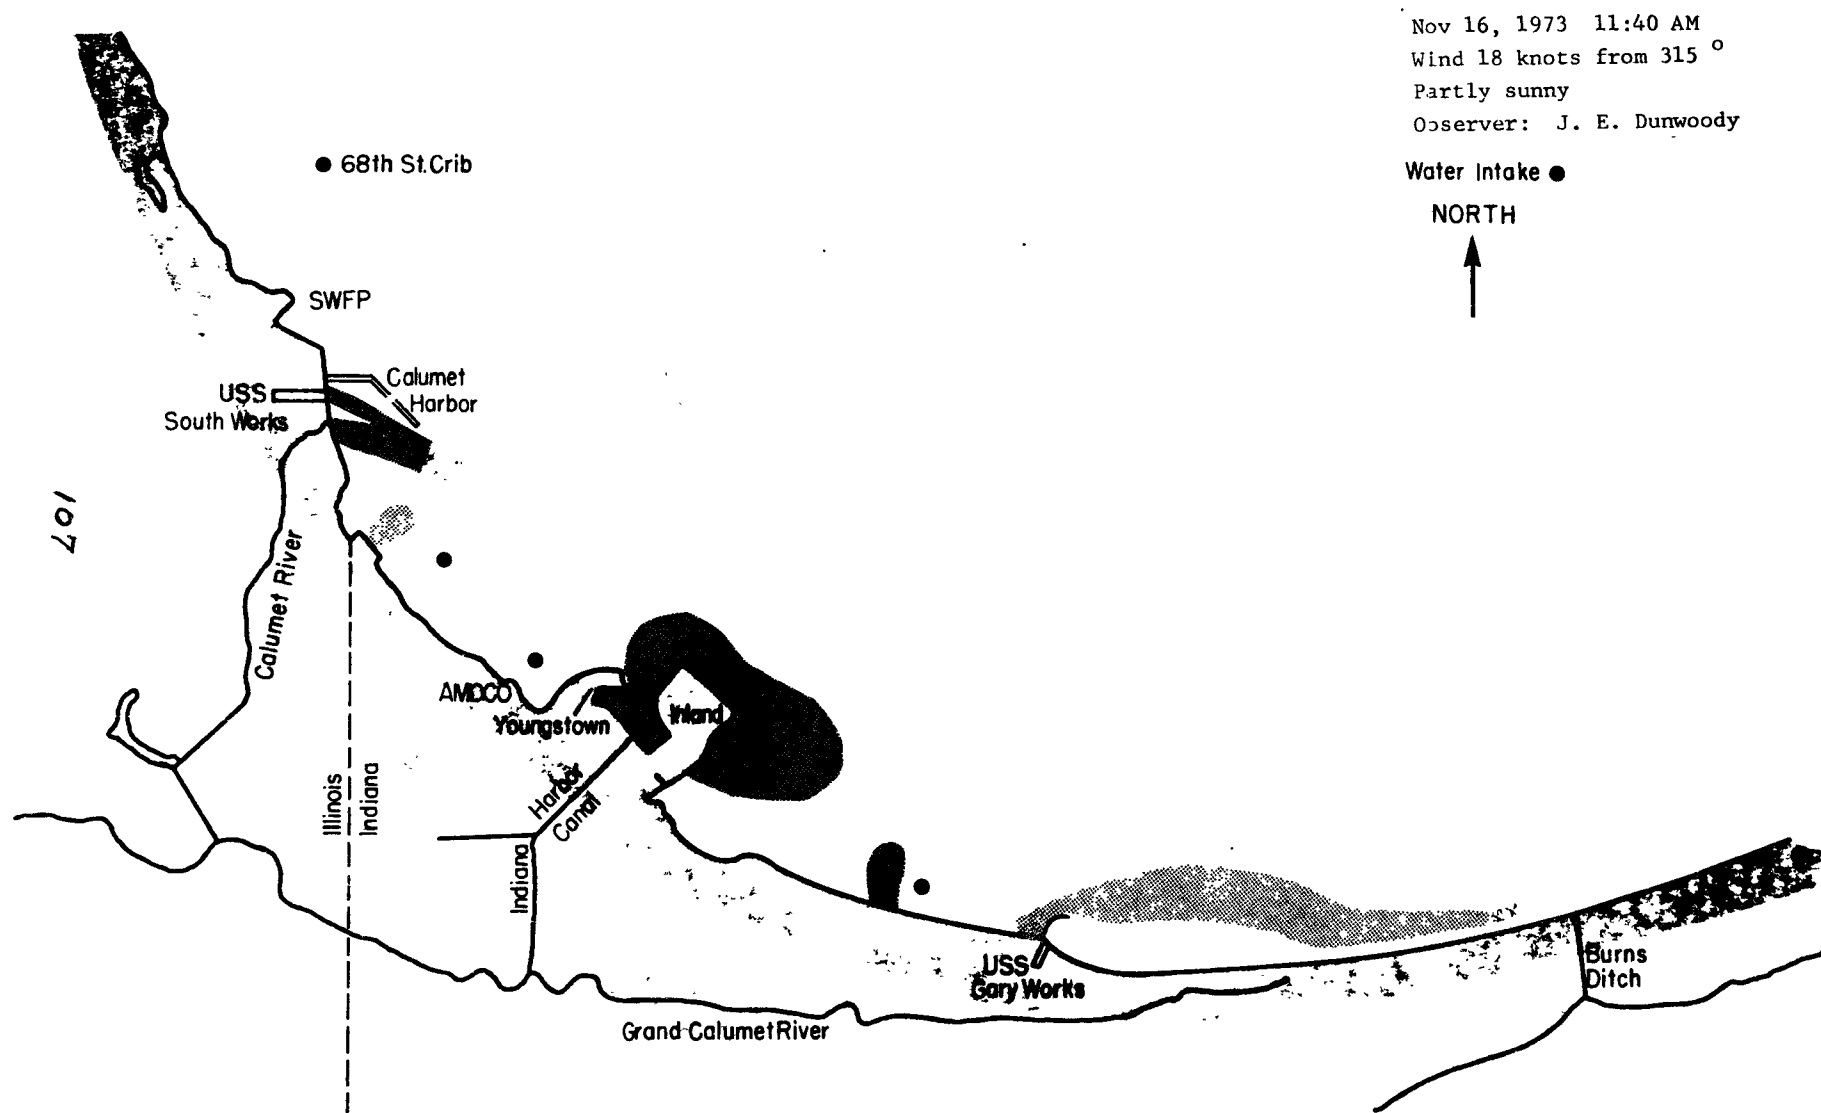 Nov 16, 1973 11:40 AM
Wind 18 knots from 315 °
Partly sunny
Observer: J. E. Dunwoody
Water Intake
NORTH
68th St. Crib
SWFP
Calumet
Harbor
USS
South Works
107
Calumet River
AMOCO
Youngstown
Inland
Illinois
Indiana
Harbor
Canal
Indiana
USS
Gary Works
Burns
Ditch
Grand Calumet River